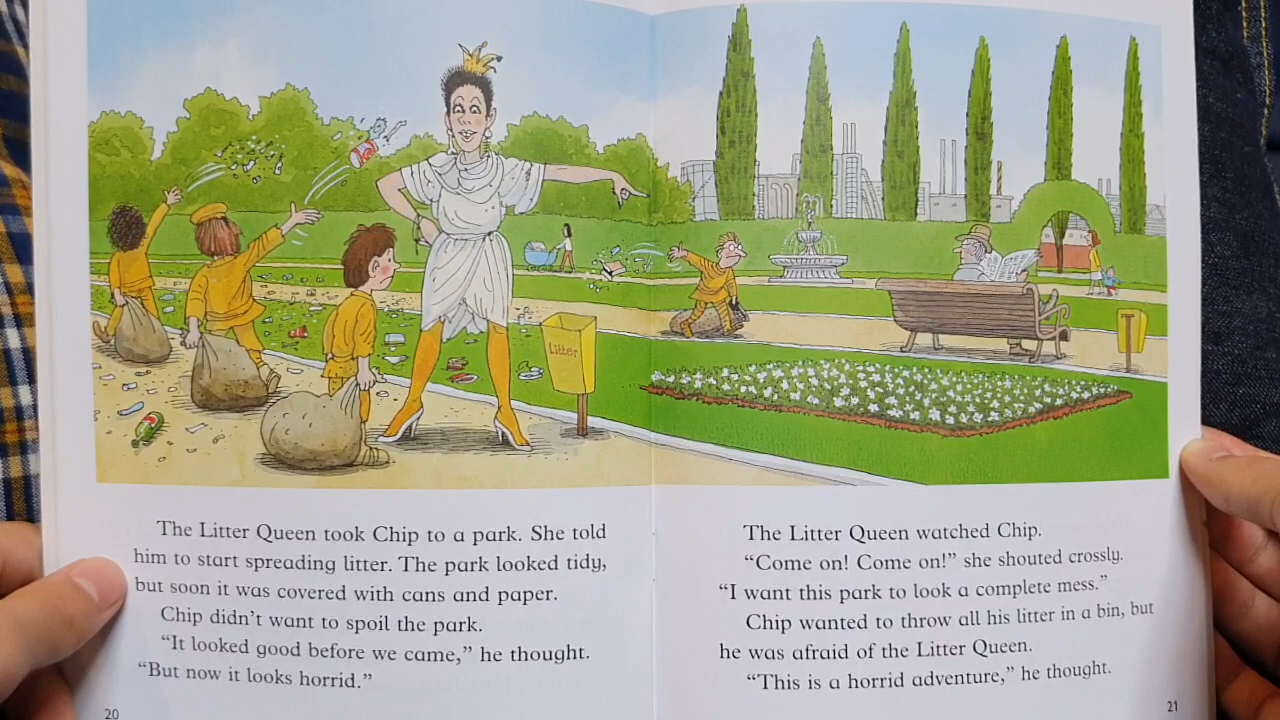 Litter
The Litter Queen took Chip to a park. She told
him to start spreading litter. The park looked tidy,
but soon it was covered with cans and paper.
Chip didn't want to spoil the park.
"It looked good before we came," he thought.
"But now it looks horrid."
20
The Litter Queen watched Chip.
"Come on! Come on!" she shouted crossly.
"I want this park to look a complete mess."
Chip wanted to throw all his litter in a bin, but
he was afraid of the Litter Queen.
"This is a horrid adventure," he thought.
21